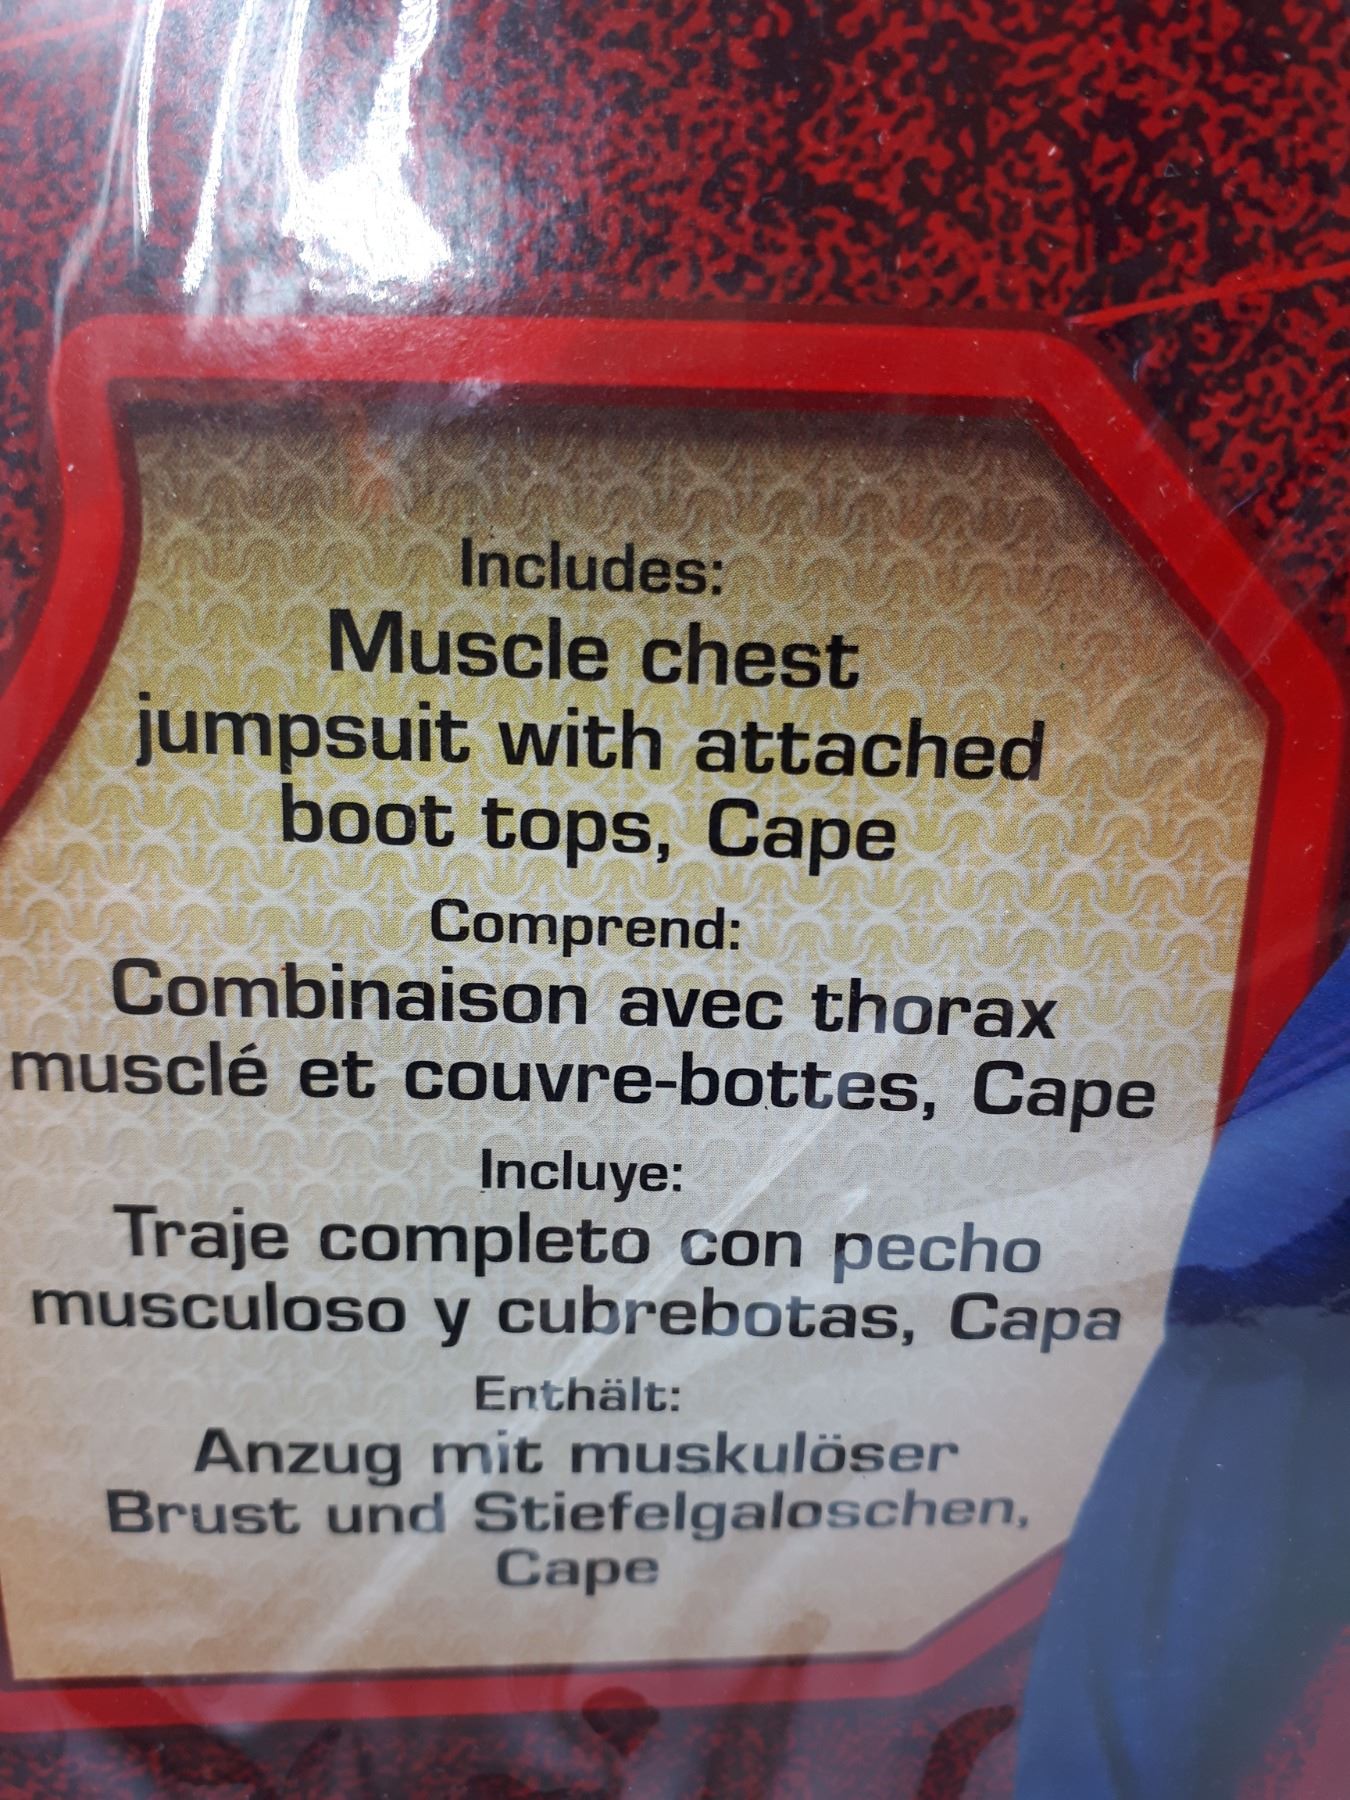 Includes:
Muscle chest
jumpsuit with attached
boot tops, Cape
Comprend:
Combinaison avec thorax
musclé et couvre-bottes, Cape
Incluye:
Traje completo con pecho
musculoso y cubrebotas, Capa
Enthält:
Anzug mit muskulöser
Brust und Stiefelgaloschen,
Cape